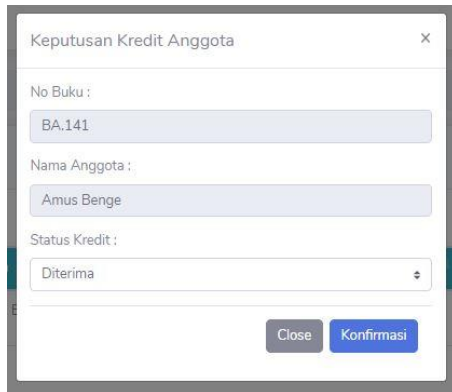 Keputusan Kredit Anggota ×
No Buku :
BA.141
Nama Anggota :
Amus Benge
Status Kredit :
Diterima
Close Konfirmasi